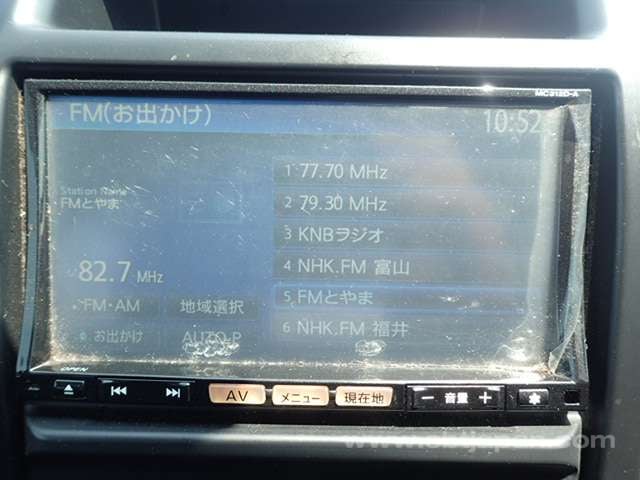 MC312D-A
FM(お出かけ)
10:52
Station Name
FMとやま
82.7 MHz
FM・AM
地域選択
お出かけ
AUTO-P
1 77.70 MHz
2 79.30 MHz
3 KNBラジオ
4 NHK.FM 富山
5 FMとやま
6 NHK.FM 福井
OPEN
AV
メニュー
現在地
− 音量 +